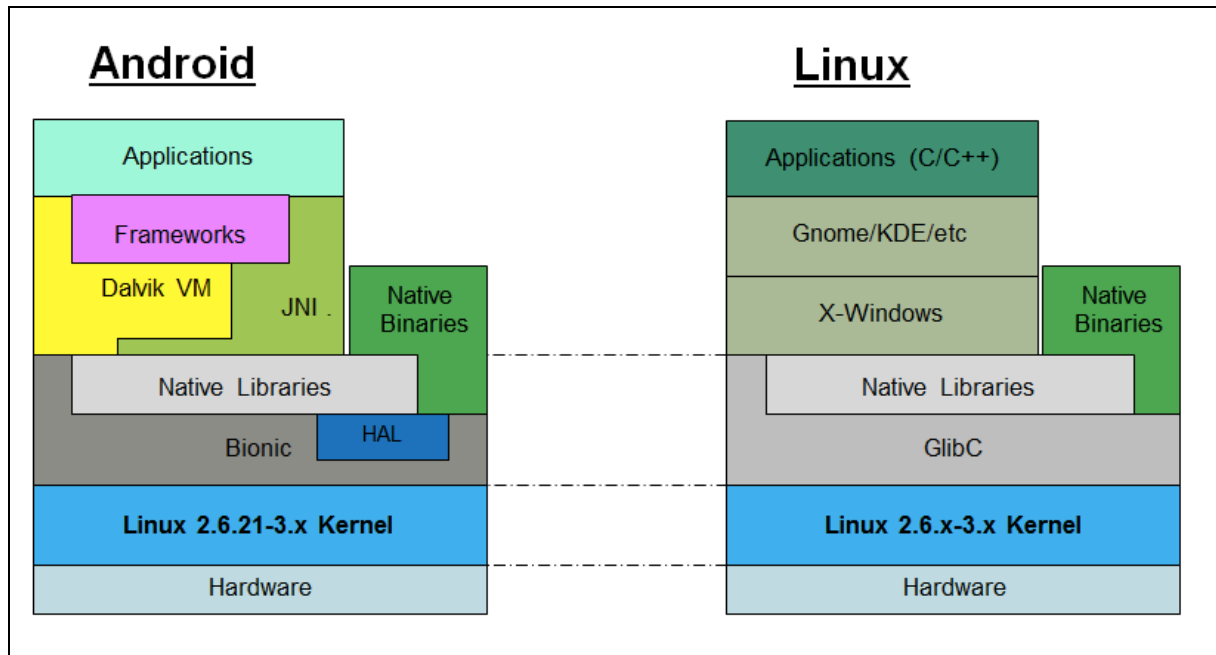 Android
Applications
Frameworks
Dalvik VM
JNI .
Native
Binaries
Native Libraries
HAL
Bionic
Linux 2.6.21-3.x Kernel
Hardware
Linux
Applications (C/C++)
Gnome/KDE/etc
X-Windows
Native
Binaries
Native Libraries
GlibC
Linux 2.6.x-3.x Kernel
Hardware